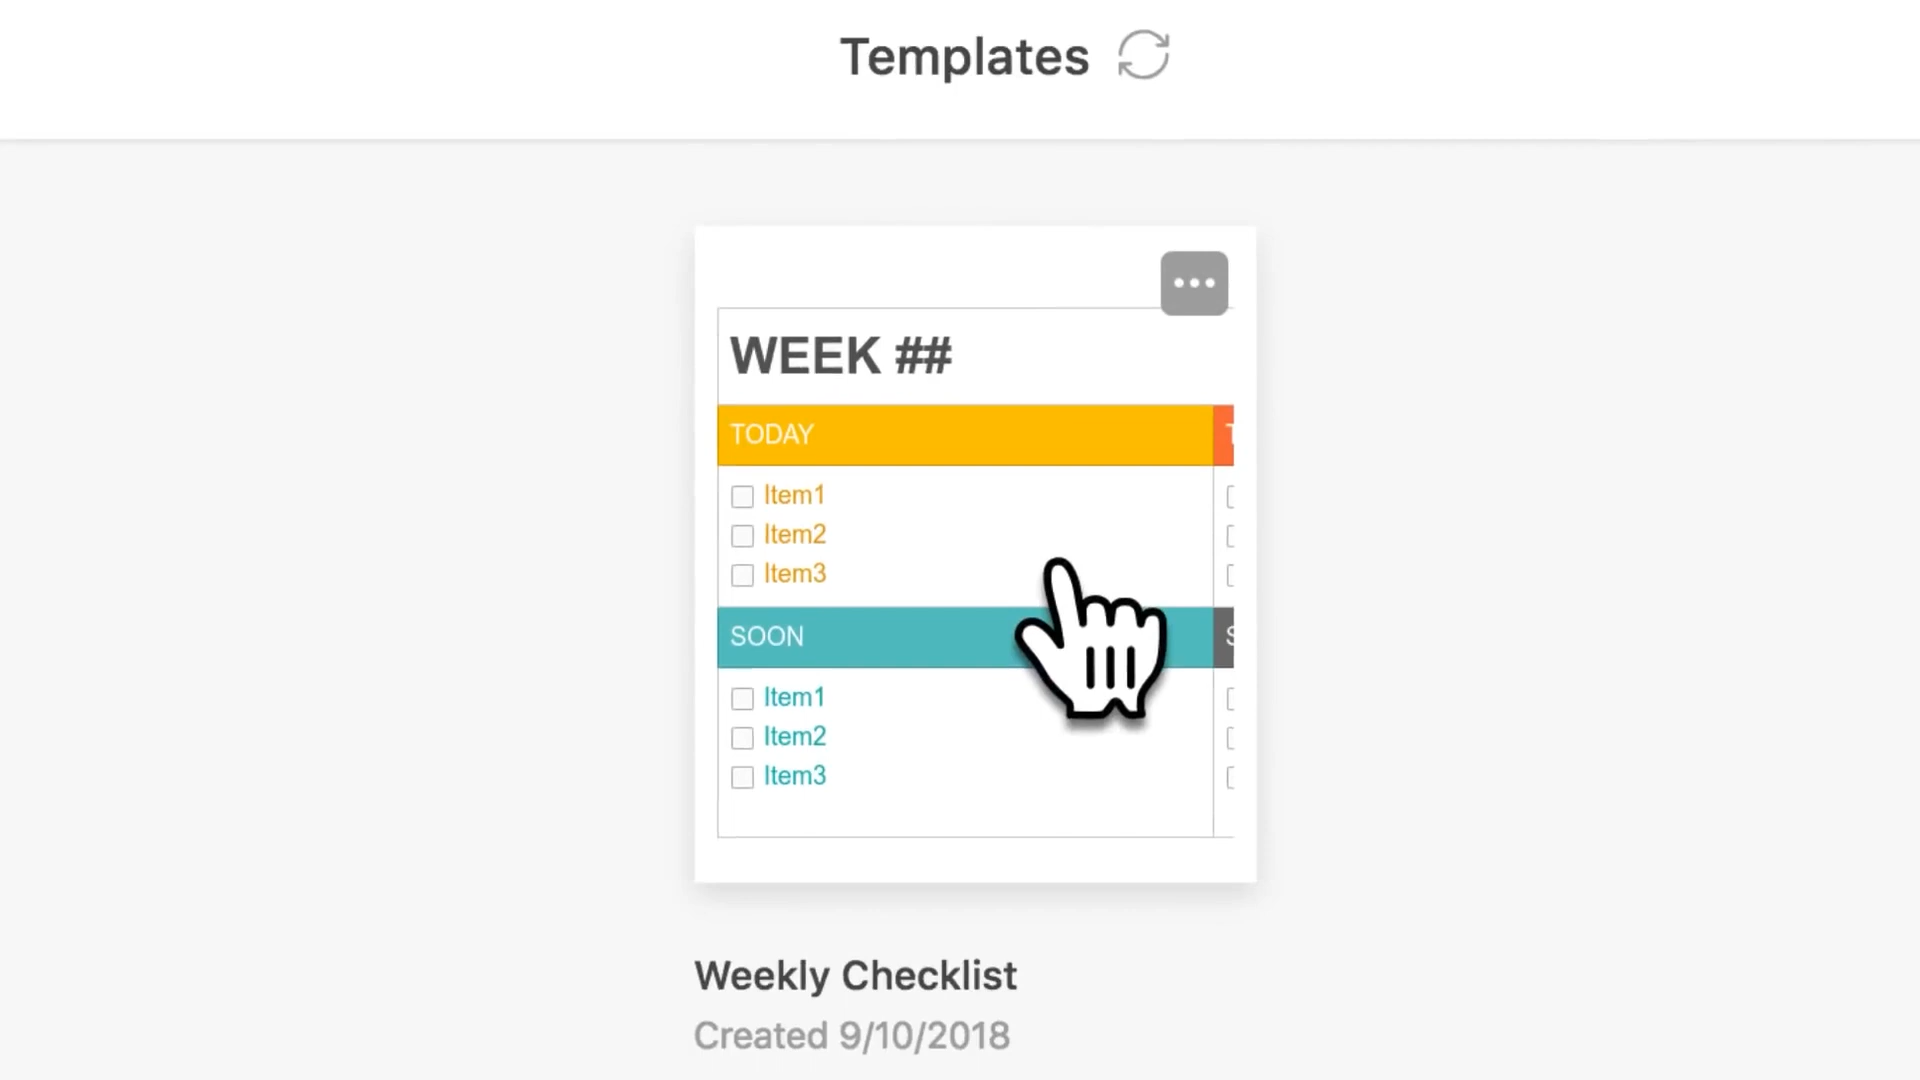 Templates
WEEK ##
TODAY
Item1
Item2
Item3
SOON
Item1
Item2
Item3
Weekly Checklist
Created 9/10/2018